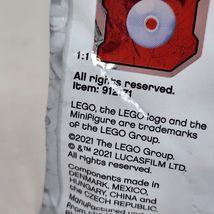 1:1
All rights reserved.
Item: 912171
LEGO, the LEGO logo and the
Minifigure are trademarks
of the LEGO Group.
©2021 The LEGO Group.
© &™ 2021 LUCASFILM LTD.
All rights reserved.
Components made in
DENMARK, MEXICO,
HUNGARY, CHINA and
the CZECH REPUBLIC.
Manufactured